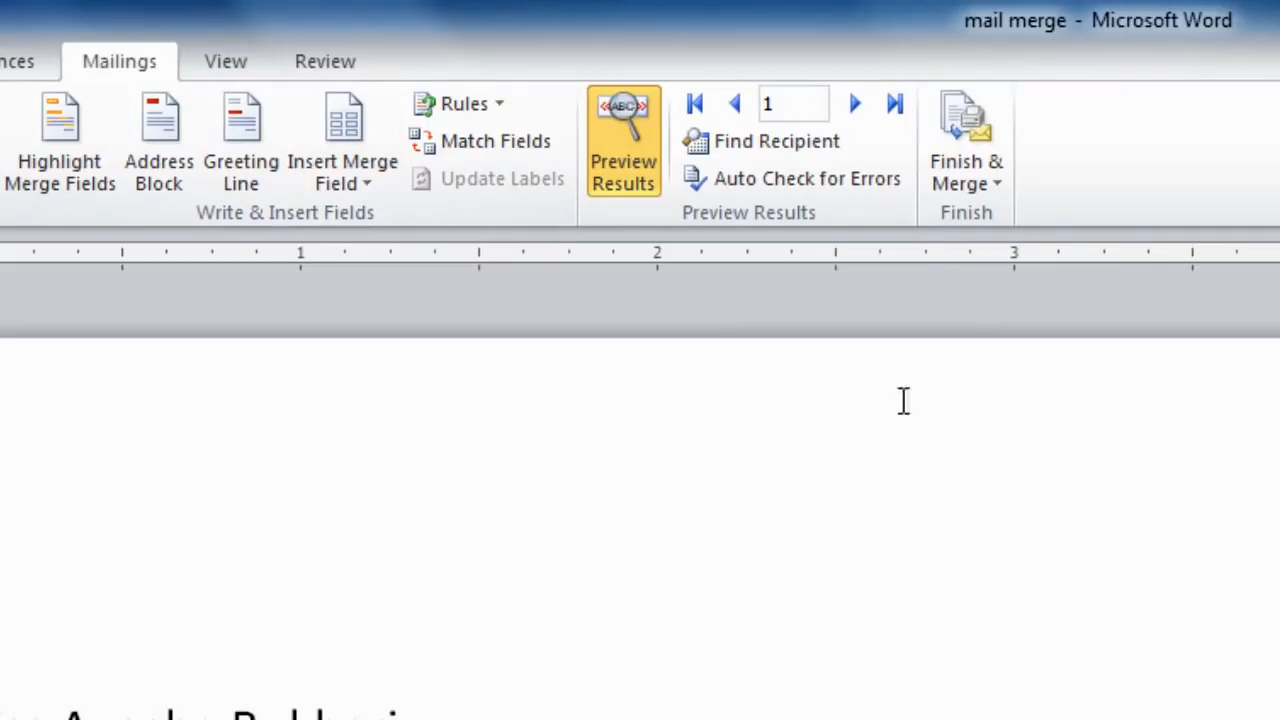 mail merge - Microsoft Word
Mailings View Review
Highlight Merge Fields
Address Block
Greeting Line
Insert Merge Field
Rules
Match Fields
Update Labels
Write & Insert Fields
«ABC»
Preview Results
1
Find Recipient
Auto Check for Errors
Preview Results
Finish & Merge
Finish
1 2 3